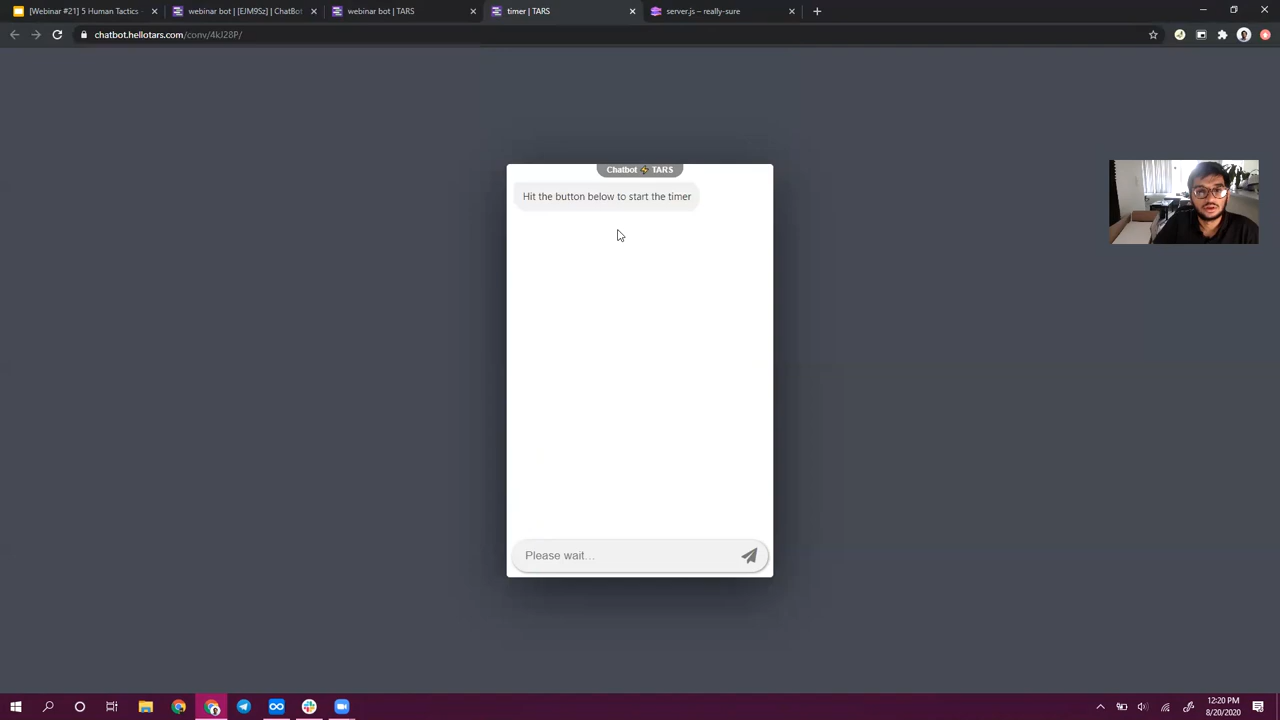 [Webinar #21] 5 Human Tactics -
webinar bot | [EJM9Sz] | ChatBot
webinar bot | TARS
timer | TARS
server.js – really-sure
chatbot.hellotars.com/conv/4kJ28P/
Chatbot TARS
Hit the button below to start the timer
Please wait...
12:20 PM
8/20/2020